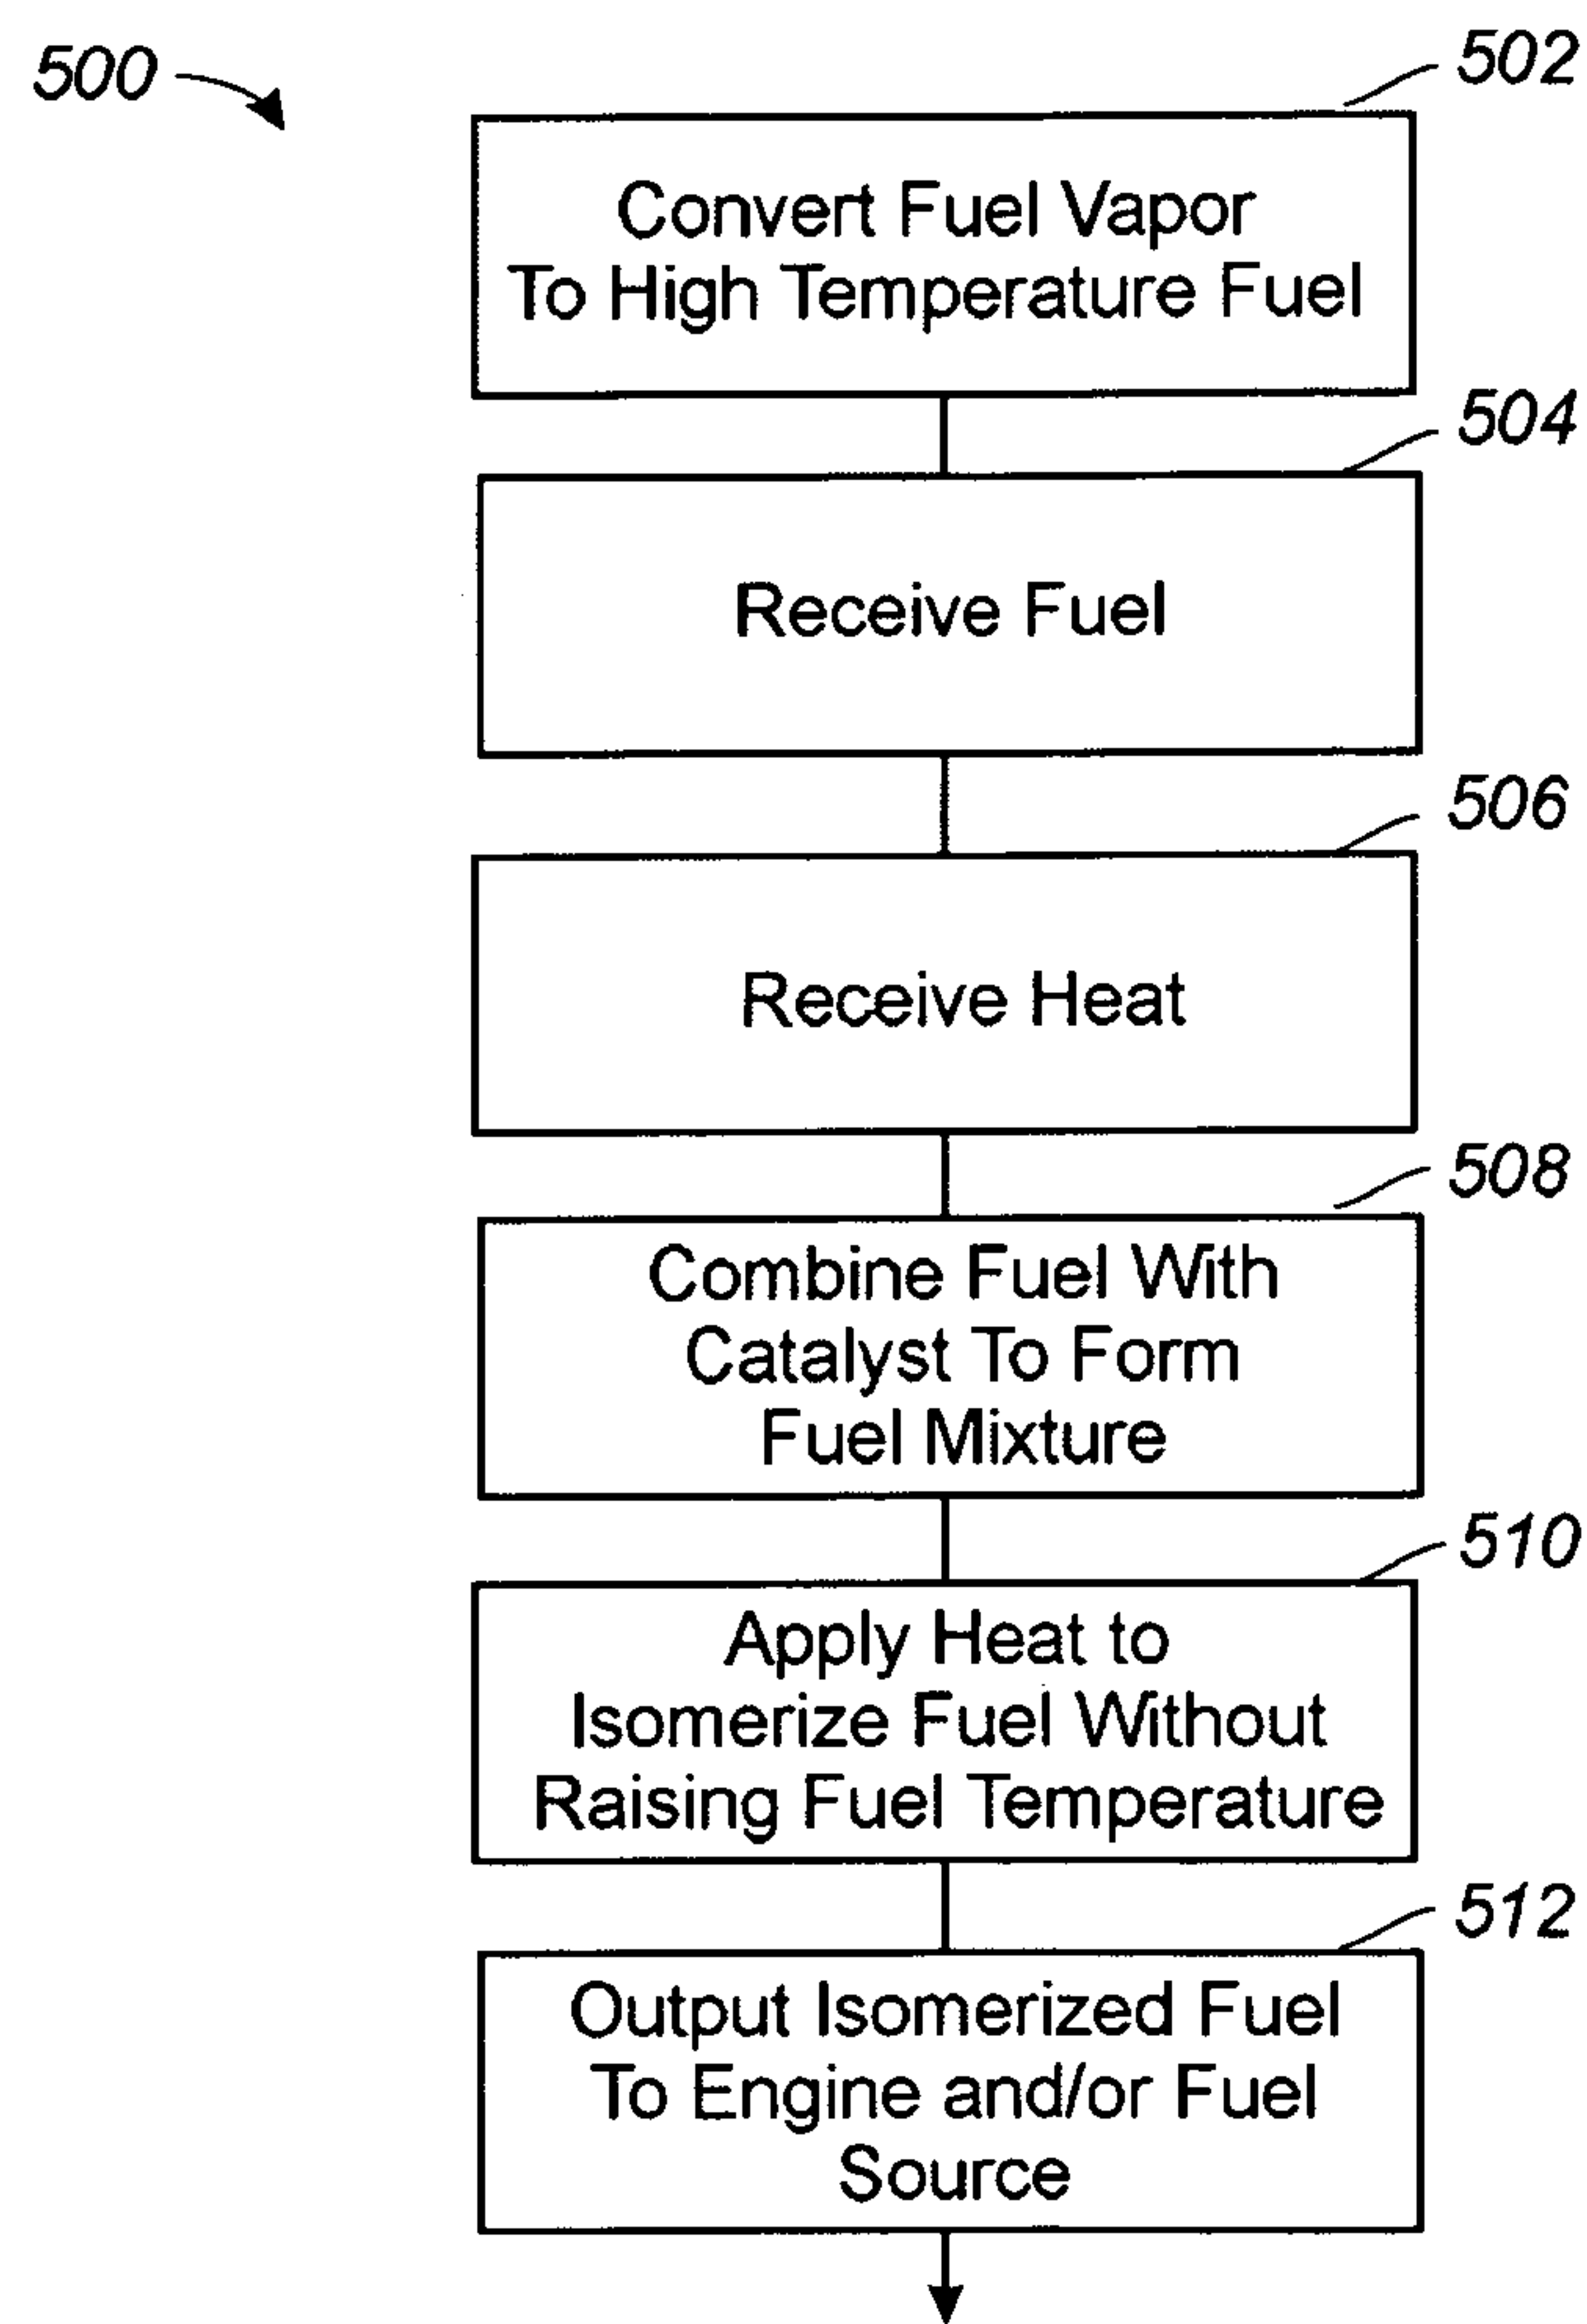 500
502
Convert Fuel Vapor
To High Temperature Fuel
504
Receive Fuel
506
Receive Heat
508
Combine Fuel With
Catalyst To Form
Fuel Mixture
510
Apply Heat to
Isomerize Fuel Without
Raising Fuel Temperature
512
Output Isomerized Fuel
To Engine and/or Fuel
Source